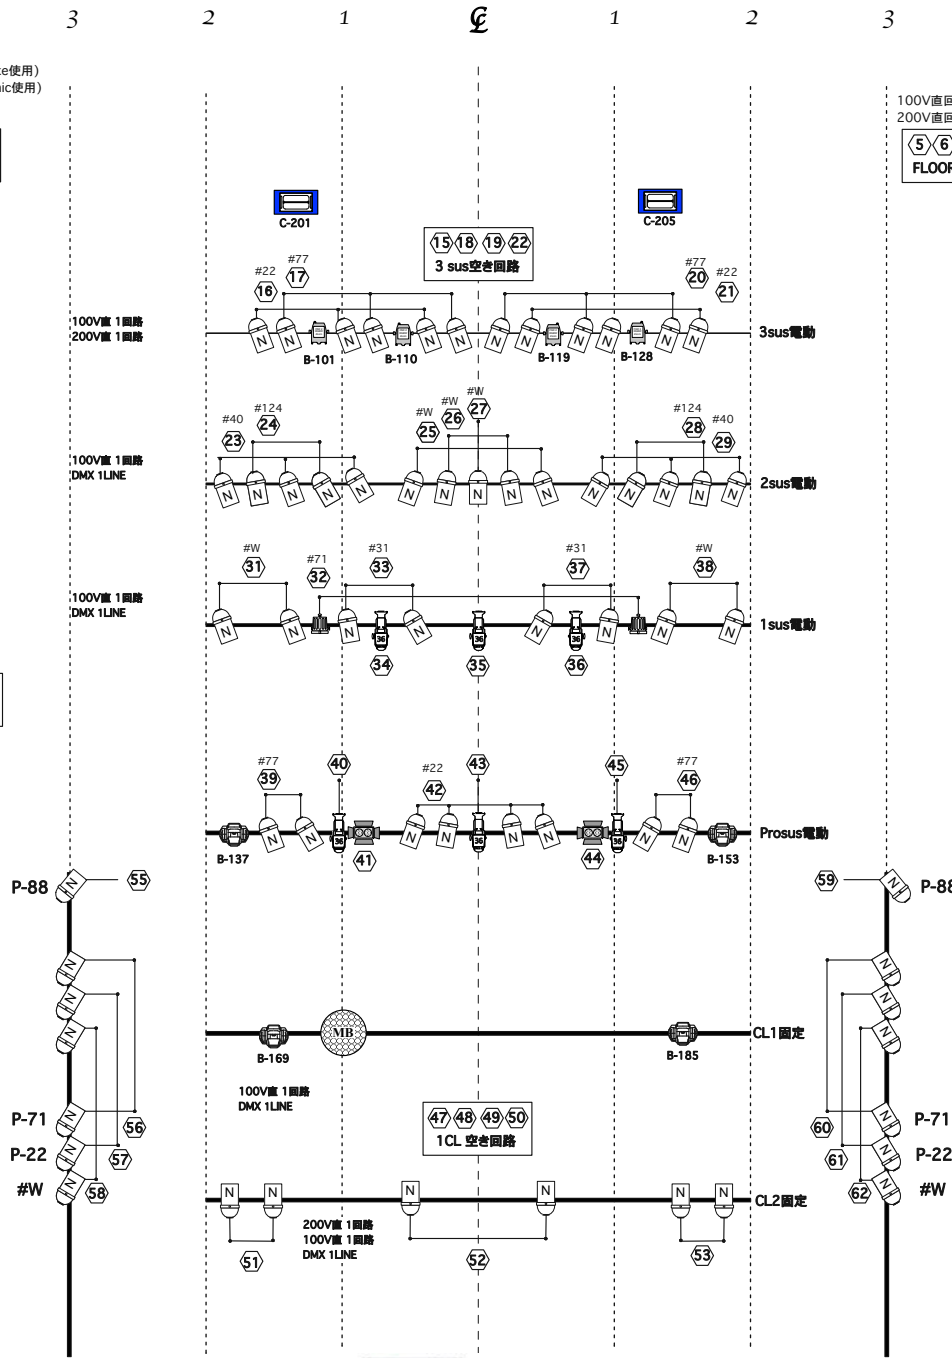 3 2 1 ℄ 1 2 3
e使用)
ic使用)
100V直回
200V直回
5 6
FLOOR
C-201 C-205
15 18 19 22
3 sus空き回路
#77 #77
#22 17 20 #22
16 21
100V直 1回路
200V直 1回路
N N N N N N N N N N N N
3sus電動
B-101 B-110 B-119 B-128
#W
#W 27
#124 #W 26 #124
#40 24 25 28 #40
23 29
100V直 1回路
DMX 1LINE
N N N N N N N N N N N N N N N
2sus電動
#W #31 #31 #W
31 #71 33 37 38
32
100V直 1回路
DMX 1LINE
N N N N 36 36 36 N N N N
1sus電動
34 35 36
#77 40 #22 43 45 #77
39 42 46
N N 36 N N 36 N N 36 N N
Prosus電動
B-137 41 44 B-153
P-88 N 55 59 N P-88
N N
N N
N MB N
CL1固定
B-169 B-185
100V直 1回路
DMX 1LINE
47 48 49 50
1CL 空き回路
P-71 N 56 60 N P-71
P-22 N 57 61 N P-22
#W N 58 62 N #W
N N N N N N
CL2固定
200V直 1回路
100V直 1回路
DMX 1LINE
51 52 53